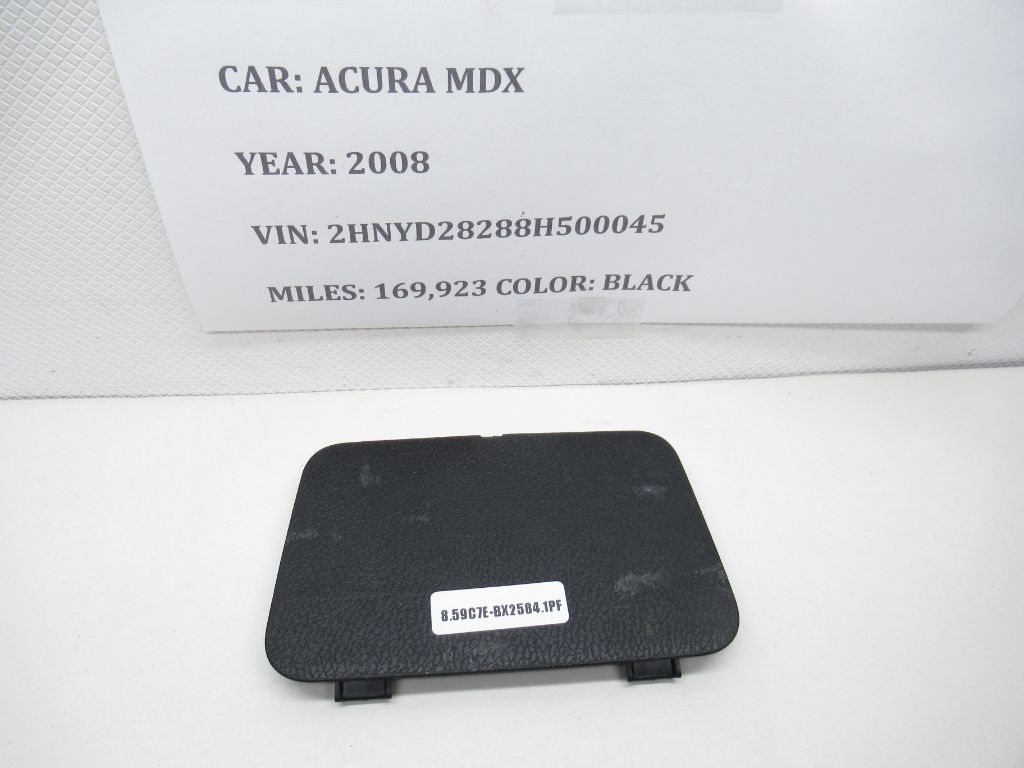 CAR: ACURA MDX
YEAR: 2008
VIN: 2HNYD28288H500045
MILES: 169,923 COLOR: BLACK
8.59C7E-BX2584.1PF